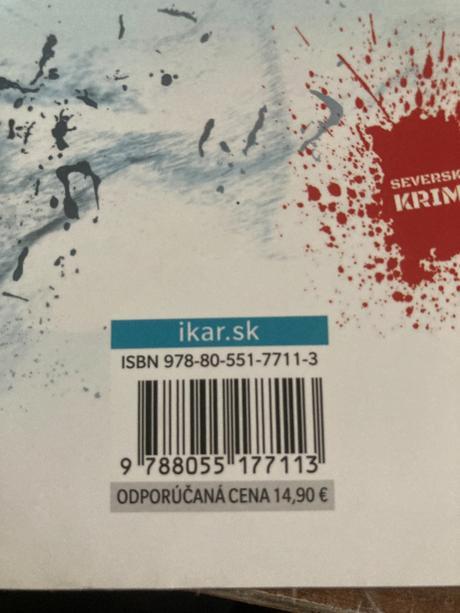 SEVERSK
KRIM
ikar.sk
ISBN 978-80-551-7711-3
9 788055 177113
ODPORÚČANÁ CENA 14,90 €